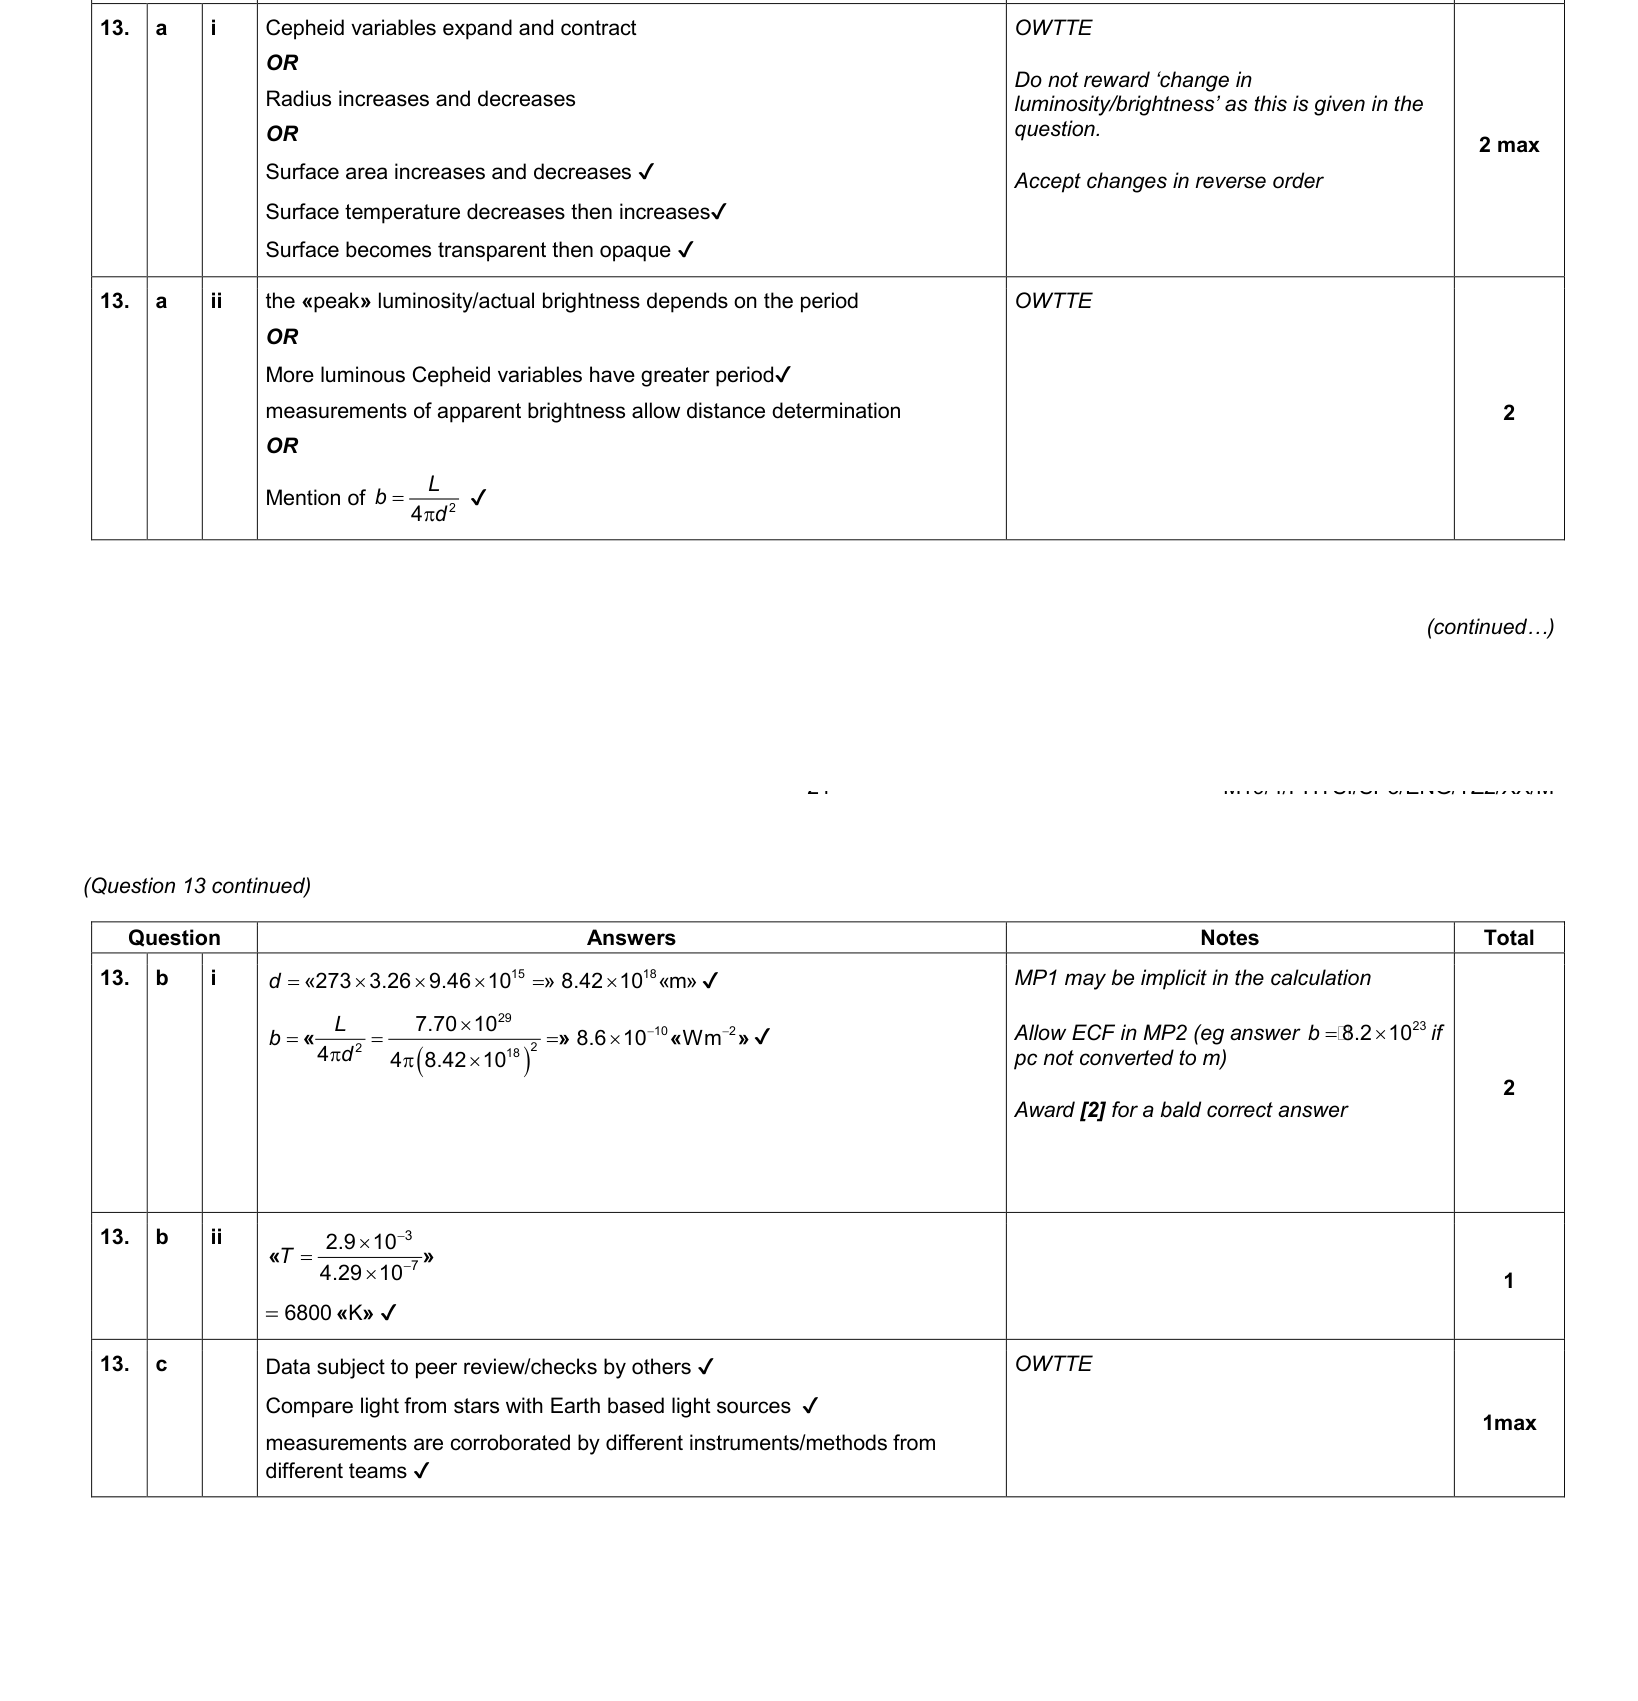 13. a i Cepheid variables expand and contract OWTTE
OR
Radius increases and decreases
Do not reward ‘change in
luminosity/brightness’ as this is given in the
question.
OR
Surface area increases and decreases ✓
Accept changes in reverse order
Surface temperature decreases then increases✓
Surface becomes transparent then opaque ✓
2 max
13. a ii the «peak» luminosity/actual brightness depends on the period OWTTE
OR
More luminous Cepheid variables have greater period✓
measurements of apparent brightness allow distance determination
OR
Mention of b = L / 4πd² ✓
2
(continued…)
(Question 13 continued)
Question Answers Notes Total
13. b i d = «273×3.26×9.46×10¹⁵ =» 8.42×10¹⁸ «m» ✓
b = «L / 4πd² = 7.70×10²⁹ / 4π(8.42×10¹⁸)² =» 8.6×10⁻¹⁰ «Wm⁻²» ✓
MP1 may be implicit in the calculation
Allow ECF in MP2 (eg answer b = 8.2×10²³ if
pc not converted to m)
Award [2] for a bald correct answer
2
13. b ii «T = 2.9×10⁻³ / 4.29×10⁻⁷»
= 6800 «K» ✓
1
13. c Data subject to peer review/checks by others ✓ OWTTE
Compare light from stars with Earth based light sources ✓
measurements are corroborated by different instruments/methods from
different teams ✓
1max